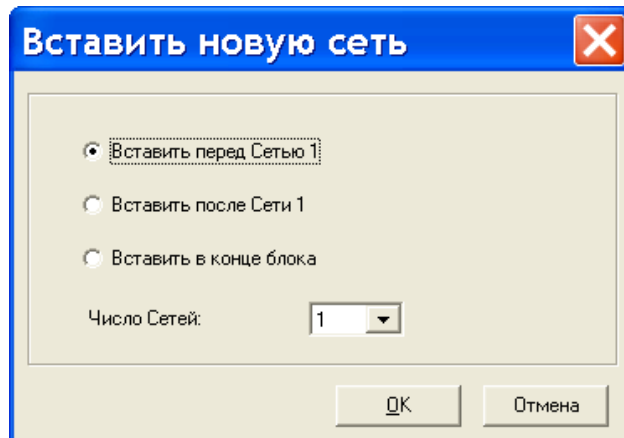 Вставить новую сеть
Вставить перед Сетью 1
Вставить после Сети 1
Вставить в конце блока
Число Сетей: 1
OK Отмена